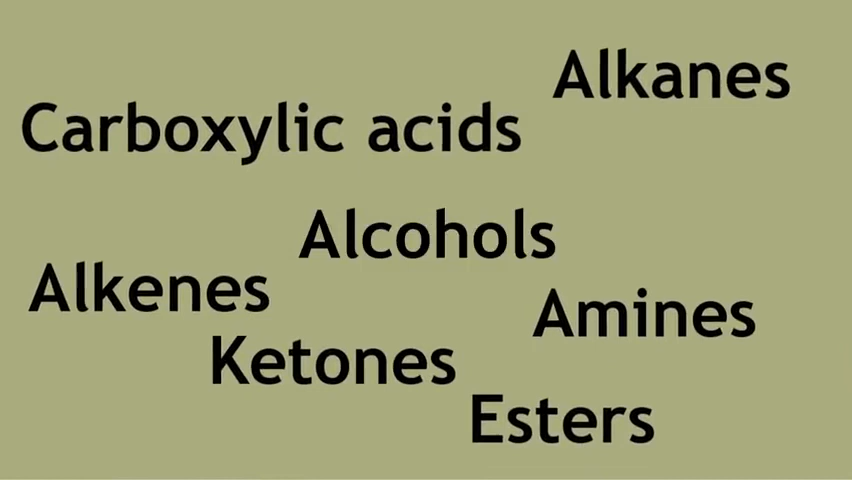 Alkanes
Carboxylic acids
Alcohols
Alkenes
Amines
Ketones
Esters